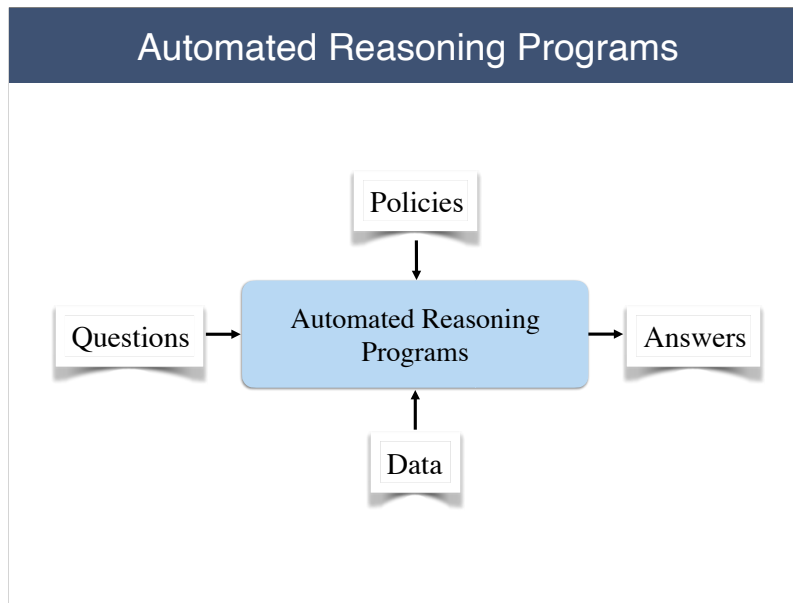 Automated Reasoning Programs
Policies
Questions
Automated Reasoning
Programs
Answers
Data